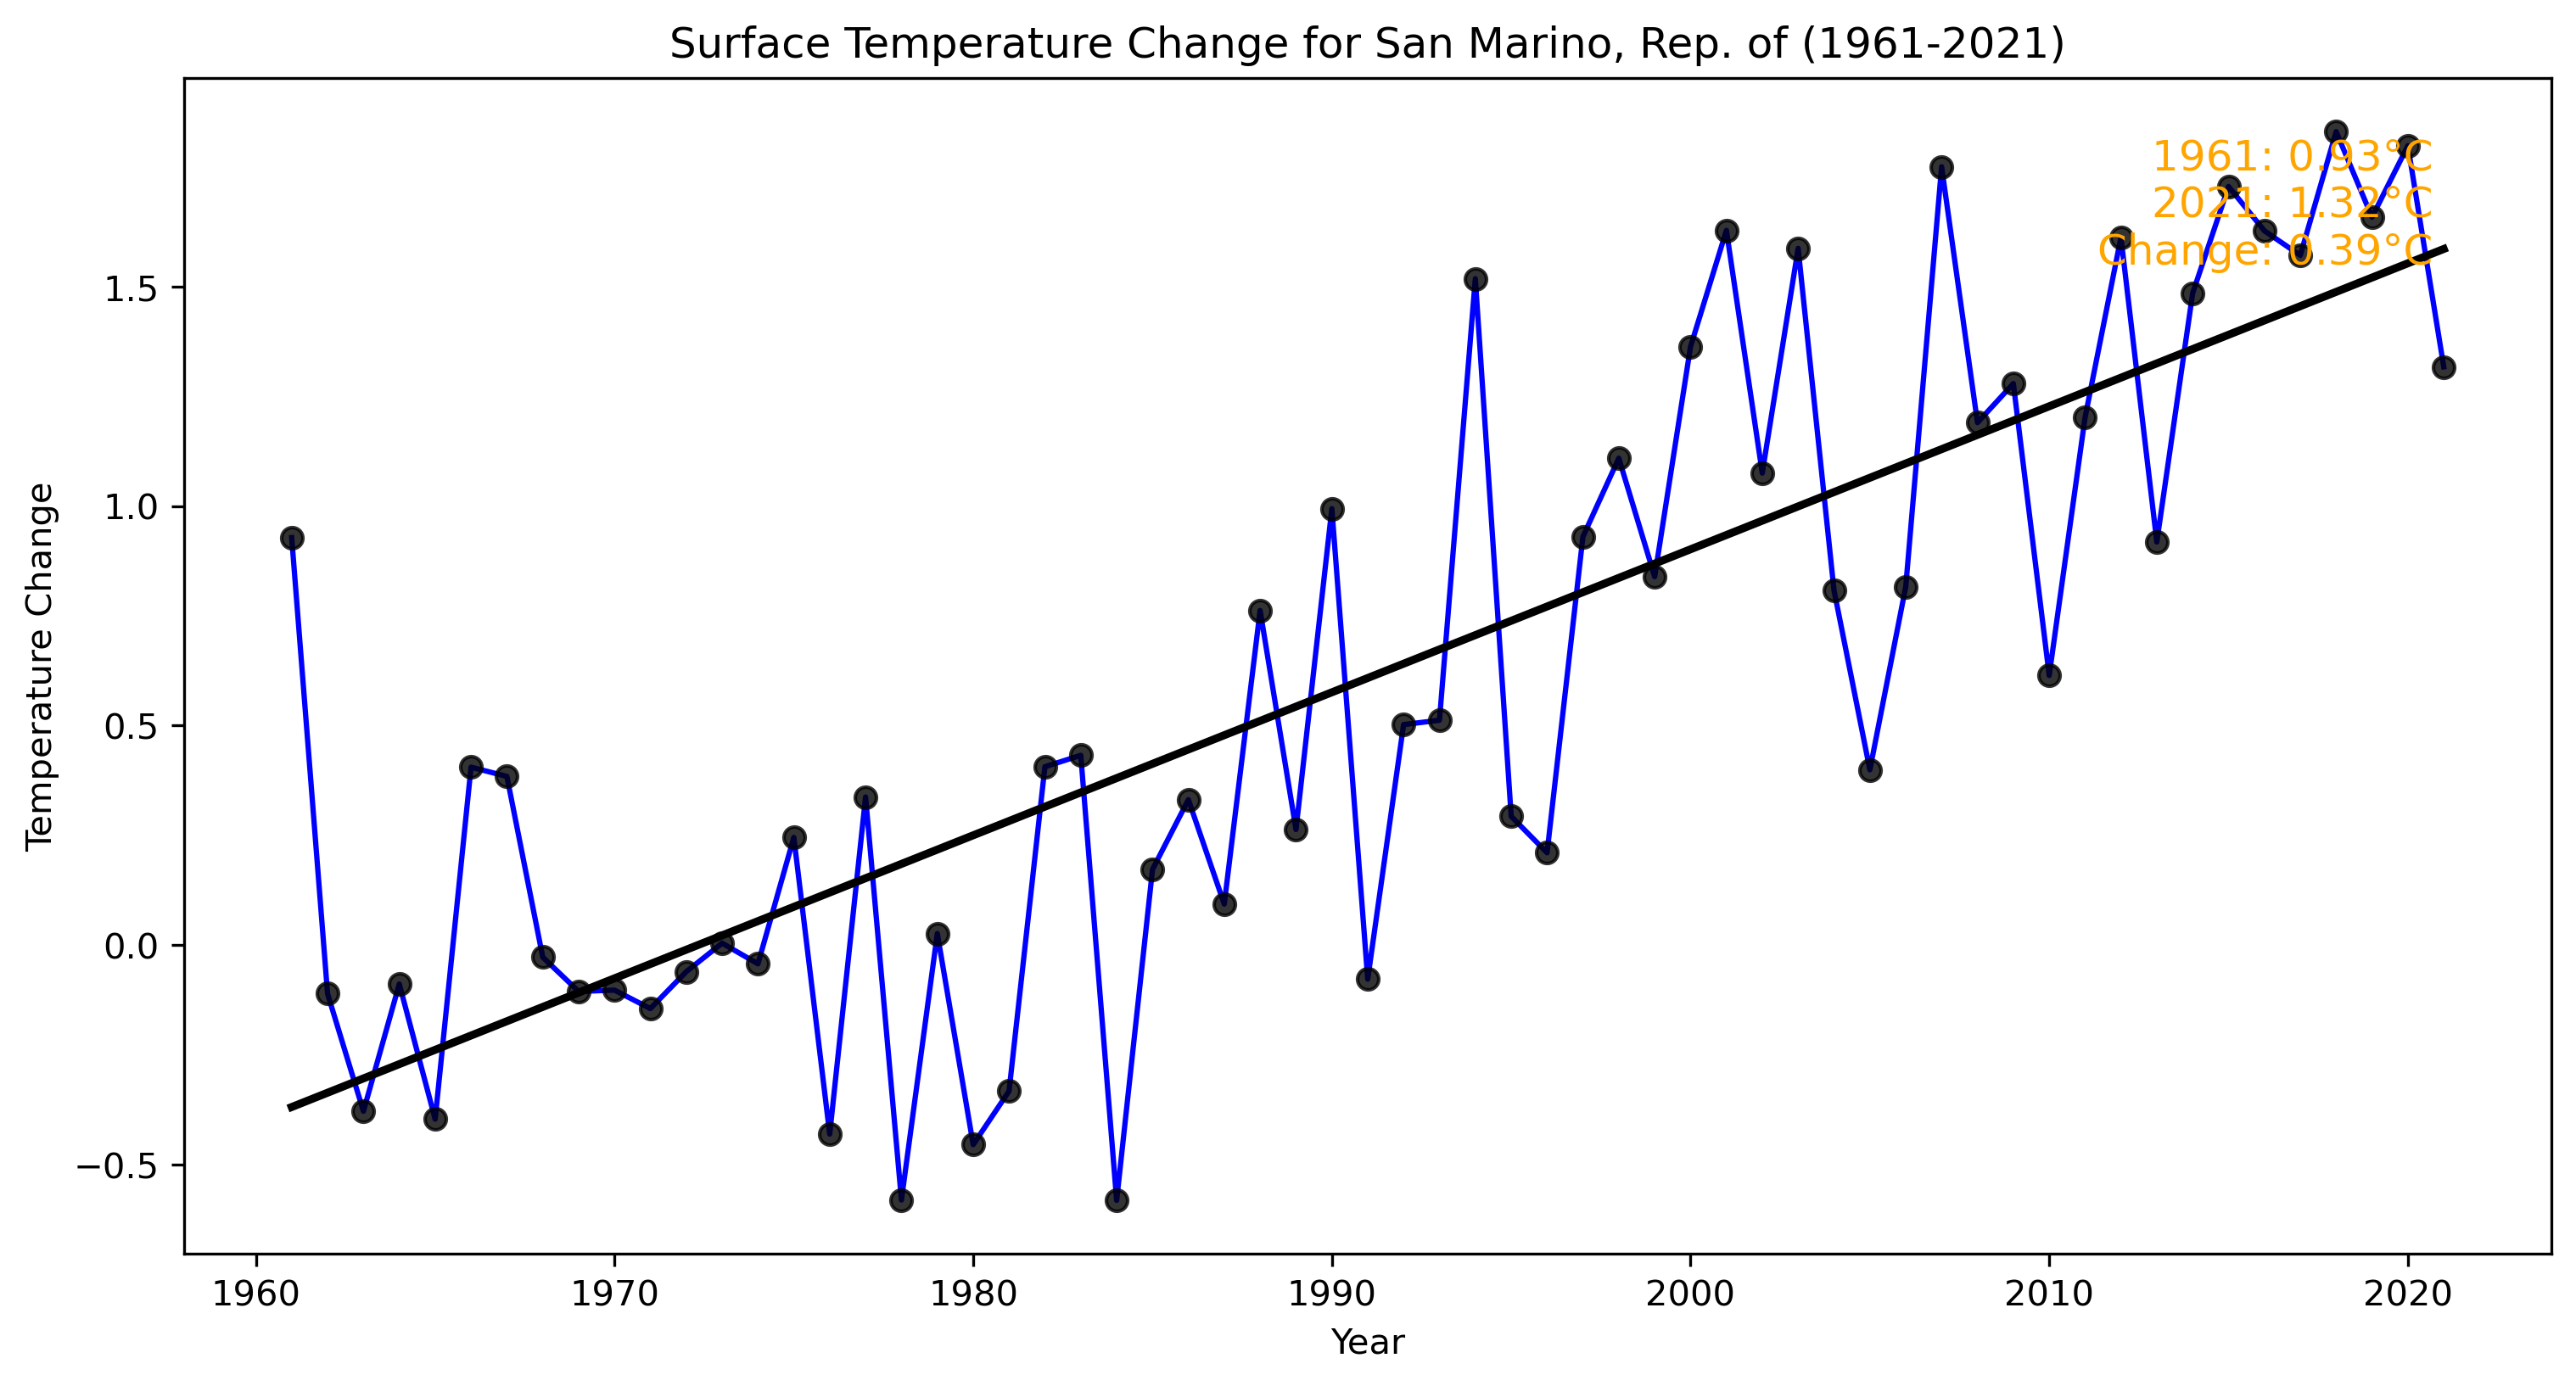 Surface Temperature Change for San Marino, Rep. of (1961-2021)
1961: 0.93°C
2021: 1.32°C
Change: 0.39°C
Temperature Change
1.5
1.0
0.5
0.0
−0.5
1960 1970 1980 1990 2000 2010 2020
Year